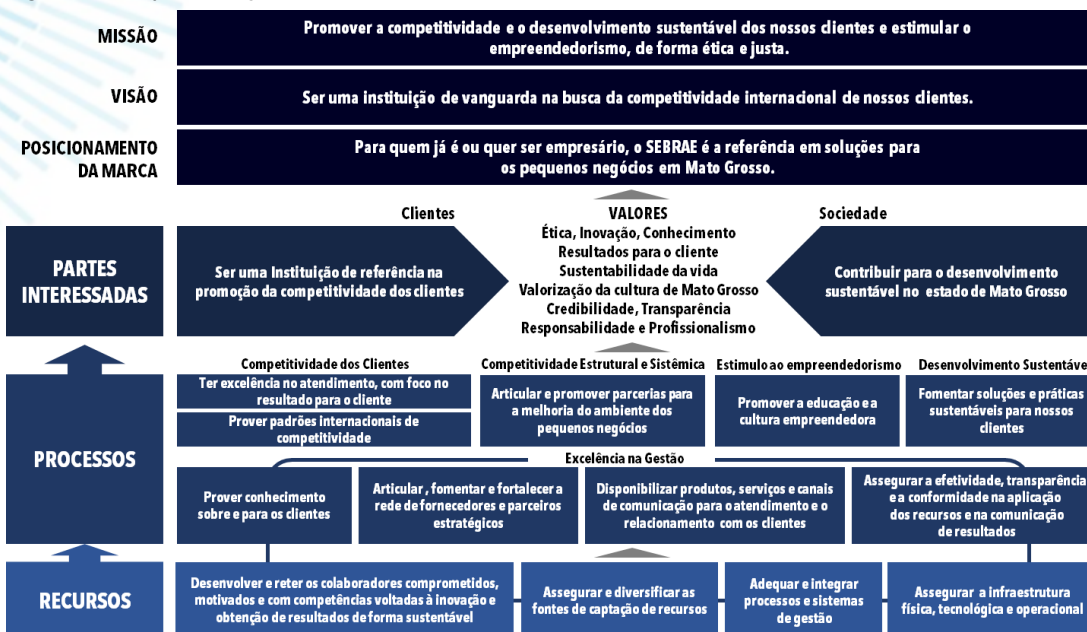 MISSÃO
Promover a competitividade e o desenvolvimento sustentável dos nossos clientes e estimular o
empreendedorismo, de forma ética e justa.
VISÃO
Ser uma instituição de vanguarda na busca da competitividade internacional de nossos clientes.
POSICIONAMENTO
DA MARCA
Para quem já é ou quer ser empresário, o SEBRAE é a referência em soluções para
os pequenos negócios em Mato Grosso.
PARTES
INTERESSADAS
Clientes
Ser uma Instituição de referência na
promoção da competitividade dos clientes
VALORES
Ética, Inovação, Conhecimento
Resultados para o cliente
Sustentabilidade da vida
Valorização da cultura de Mato Grosso
Credibilidade, Transparência
Responsabilidade e Profissionalismo
Sociedade
Contribuir para o desenvolvimento
sustentável no estado de Mato Grosso
PROCESSOS
Competitividade dos Clientes
Ter excelência no atendimento, com foco no
resultado para o cliente
Prover padrões internacionais de
competitividade
Competitividade Estrutural e Sistêmica
Articular e promover parcerias para
a melhoria do ambiente dos
pequenos negócios
Estimulo ao empreendedorismo
Promover a educação e a
cultura empreendedora
Desenvolvimento Sustentáve
Fomentar soluções e práticas
sustentáveis para nossos
clientes
Excelência na Gestão
Prover conhecimento
sobre e para os clientes
Articular , fomentar e fortalecer a
rede de fornecedores e parceiros
estratégicos
Disponibilizar produtos, serviços e canais
de comunicação para o atendimento e o
relacionamento com os clientes
Assegurar a efetividade, transparência
e a conformidade na aplicação
dos recursos e na comunicação
de resultados
RECURSOS
Desenvolver e reter os colaboradores comprometidos,
motivados e com competências voltadas à inovação e
obtenção de resultados de forma sustentável
Assegurar e diversificar as
fontes de captação de recursos
Adequar e integrar
processos e sistemas
de gestão
Assegurar a infraestrutura
física, tecnológica e operacional